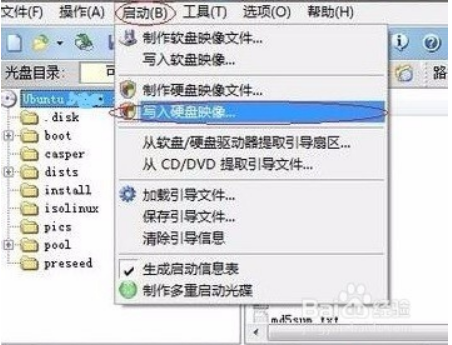 文件(F) 操作(A) 启动(B) 工具(T) 选项(O) 帮助(H)
制作软盘映像文件...
写入软盘映像...
光盘目录: 可
路
制作硬盘映像文件...
写入硬盘映像...
Ubuntu
.disk
boot
casper
dists
install
isolinux
pics
pool
preseed
从软盘/硬盘驱动器提取引导扇区...
从 CD/DVD 提取引导文件...
加载引导文件...
保存引导文件...
清除引导信息
生成启动信息表
制作多重启动光碟
md5sum.txt
Baidu 经验